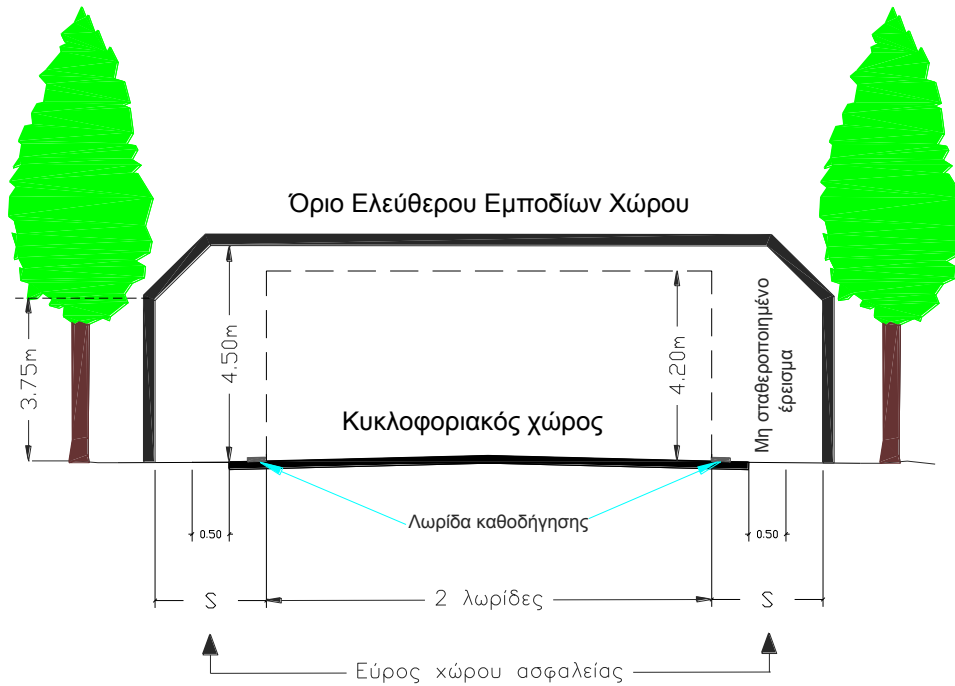 Όριο Ελεύθερου Εμποδίων Χώρου
3.75m
4.50m
4.20m
Μη σταθεροποιημένο
έρεισμα
Κυκλοφοριακός χώρος
Λωρίδα καθοδήγησης
0.50
0.50
S
2 λωρίδες
S
Εύρος χώρου ασφαλείας